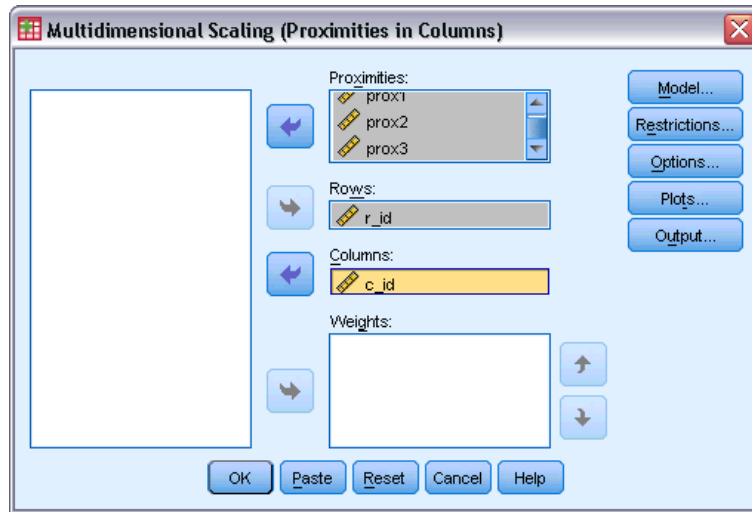 Multidimensional Scaling (Proximities in Columns)
Proximities:
prox1
prox2
prox3
Rows:
r_id
Columns:
c_id
Weights:
Model...
Restrictions...
Options...
Plots...
Output...
OK
Paste
Reset
Cancel
Help